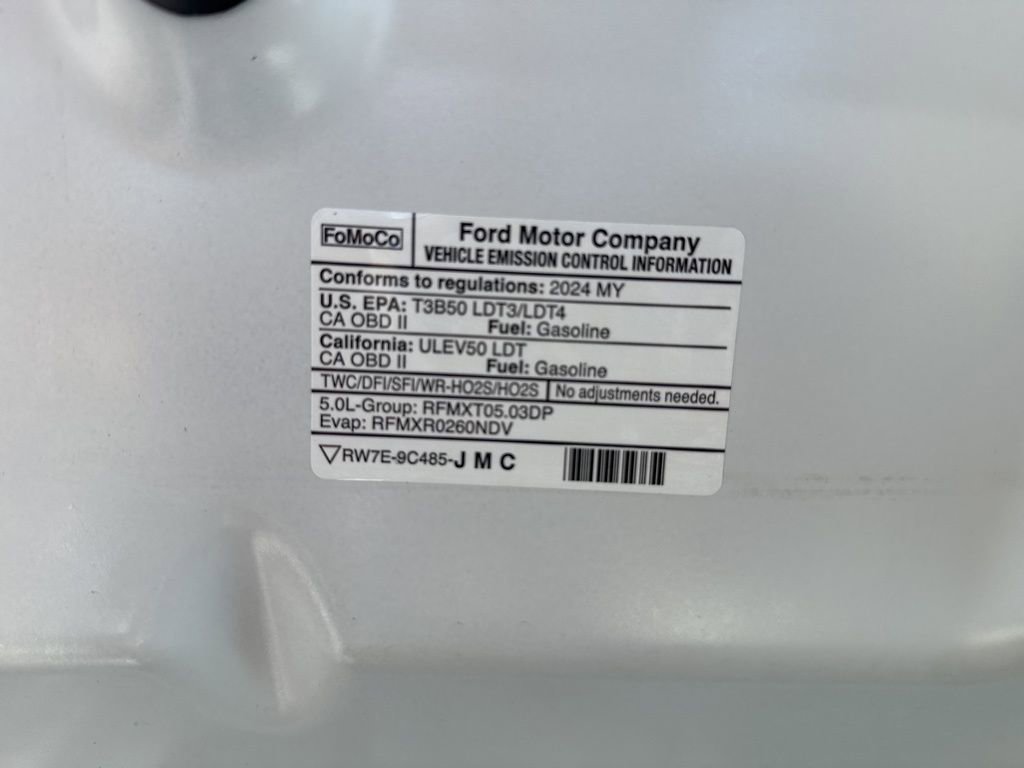 FoMoCo
Ford Motor Company
VEHICLE EMISSION CONTROL INFORMATION
Conforms to regulations: 2024 MY
U.S. EPA: T3B50 LDT3/LDT4
CA OBD II Fuel: Gasoline
California: ULEV50 LDT
CA OBD II Fuel: Gasoline
TWC/DFI/SFI/WR-HO2S/HO2S No adjustments needed.
5.0L-Group: RFMXT05.03DP
Evap: RFMXR0260NDV
RW7E-9C485-J M C